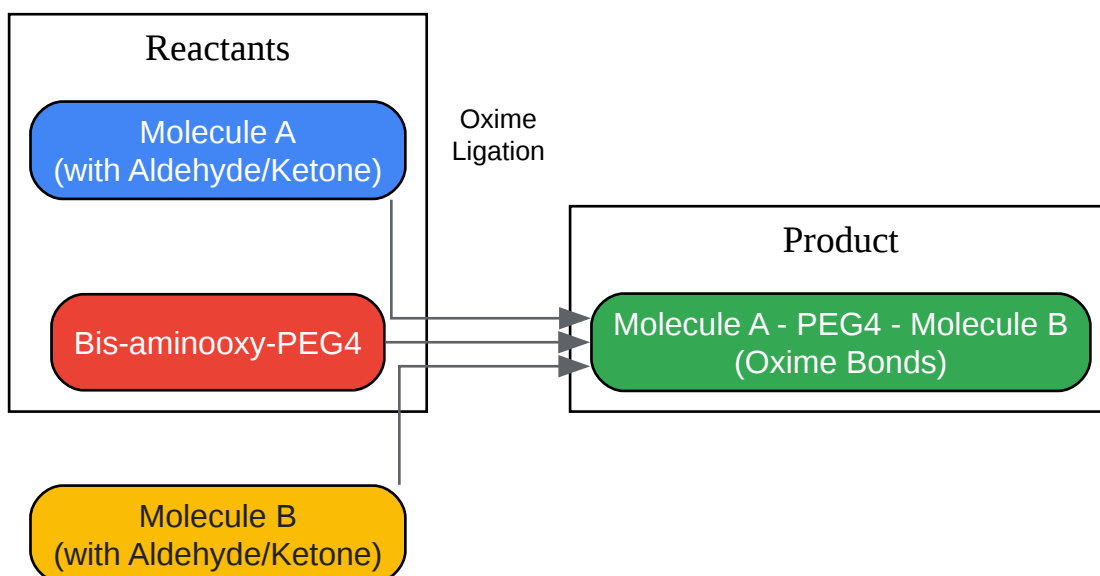 Reactants
Molecule A
(with Aldehyde/Ketone)
Oxime
Ligation
Product
Bis-aminooxy-PEG4
Molecule A - PEG4 - Molecule B
(Oxime Bonds)
Molecule B
(with Aldehyde/Ketone)